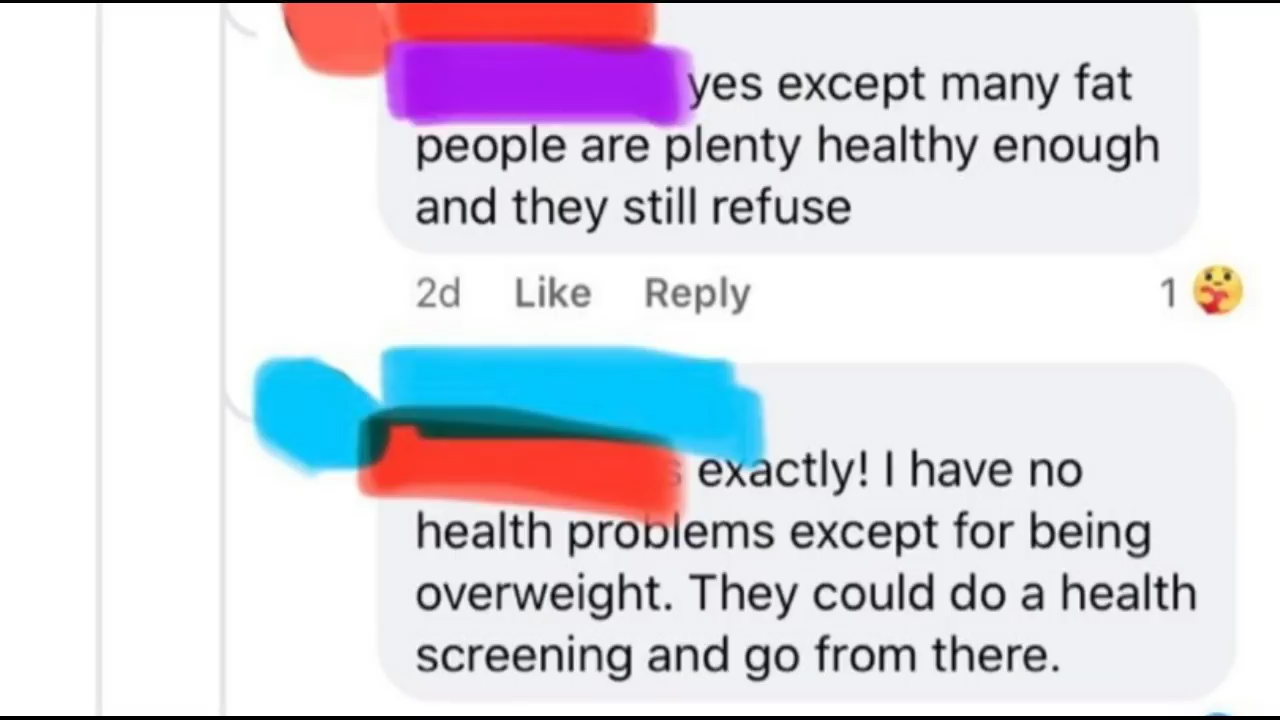 yes except many fat
people are plenty healthy enough
and they still refuse
2d Like Reply 1
exactly! I have no
health problems except for being
overweight. They could do a health
screening and go from there.